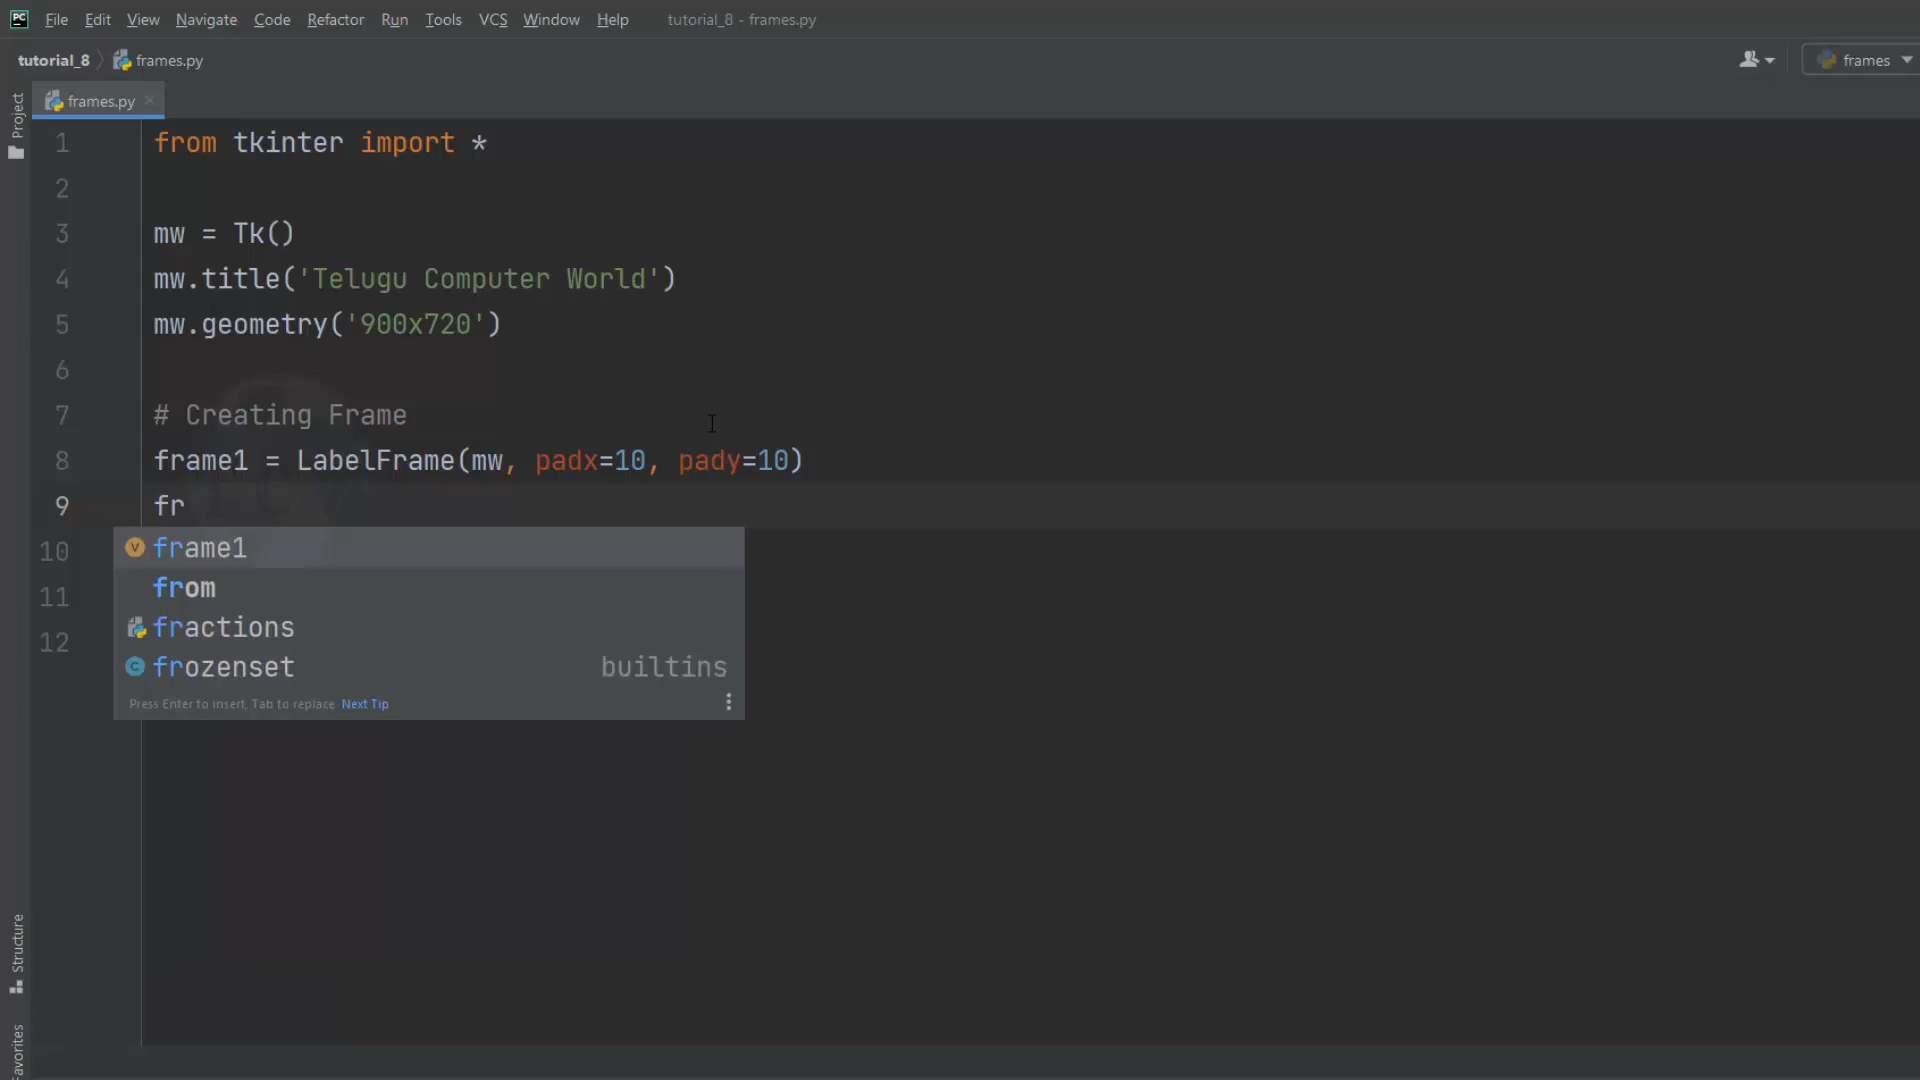 PC File Edit View Navigate Code Refactor Run Tools VCS Window Help tutorial_8 - frames.py
tutorial_8 frames.py frames
Project
frames.py
1 from tkinter import *
2
3 mw = Tk()
4 mw.title('Telugu Computer World')
5 mw.geometry('900x720')
6
7 # Creating Frame
8 frame1 = LabelFrame(mw, padx=10, pady=10)
9 fr
10
11
12
V frame1
from
fractions
C frozenset builtins
Press Enter to insert, Tab to replace Next Tip
Structure
Favorites